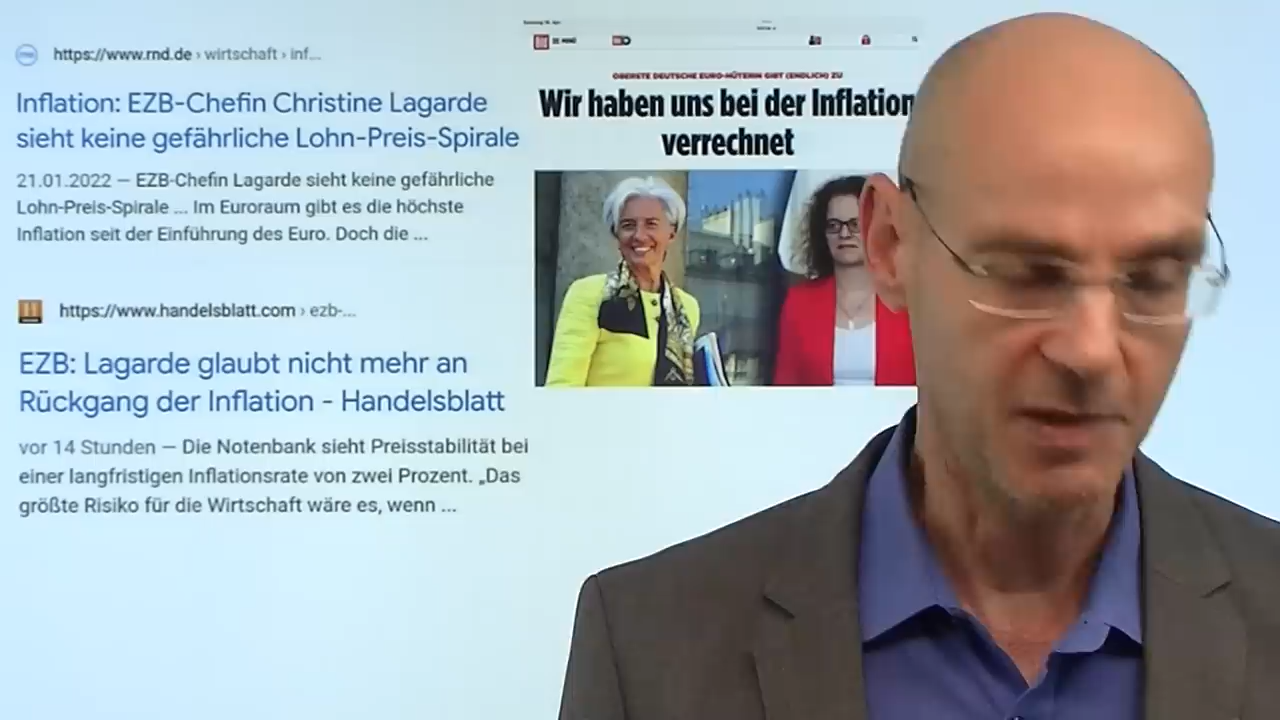 https://www.rnd.de › wirtschaft › inf...
Inflation: EZB-Chefin Christine Lagarde
sieht keine gefährliche Lohn-Preis-Spirale
21.01.2022 — EZB-Chefin Lagarde sieht keine gefährliche
Lohn-Preis-Spirale ... Im Euroraum gibt es die höchste
Inflation seit der Einführung des Euro. Doch die ...
https://www.handelsblatt.com › ezb-...
EZB: Lagarde glaubt nicht mehr an
Rückgang der Inflation - Handelsblatt
vor 14 Stunden — Die Notenbank sieht Preisstabilität bei
einer langfristigen Inflationsrate von zwei Prozent. „Das
größte Risiko für die Wirtschaft wäre es, wenn ...
OBERSTE DEUTSCHE EURO-HÜTERIN GIBT (ENDLICH) ZU
Wir haben uns bei der Inflation
verrechnet